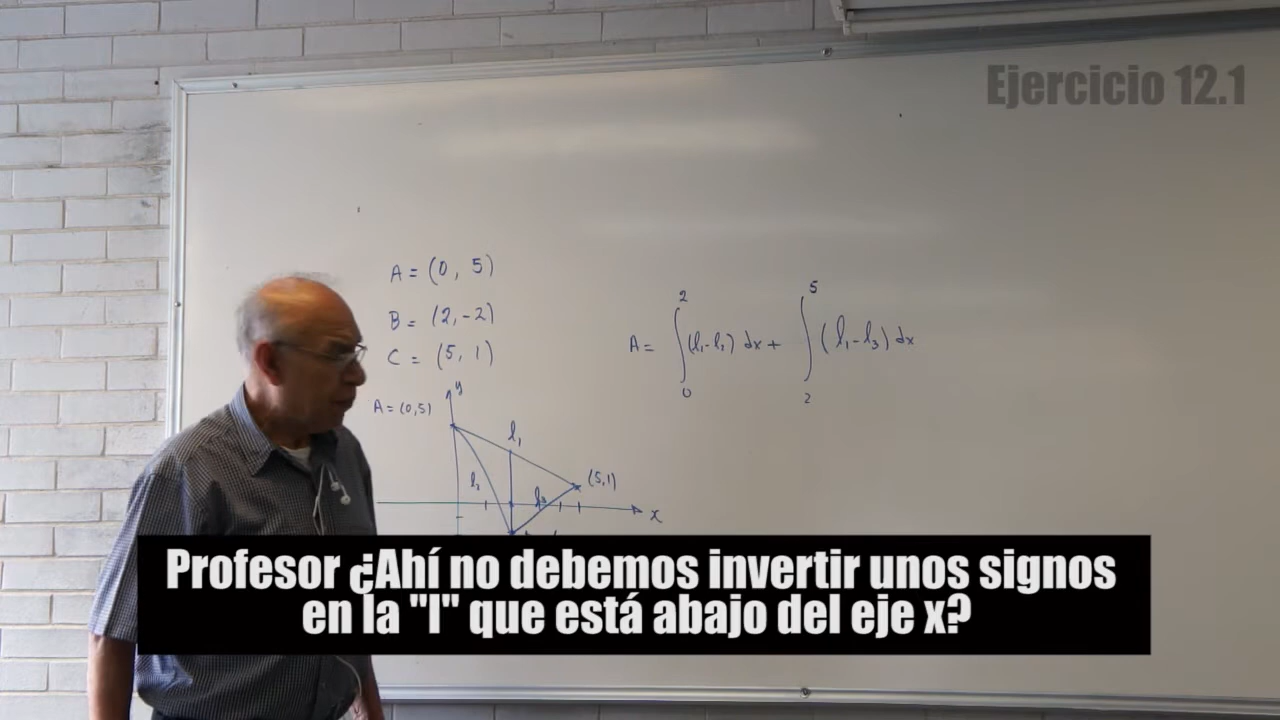 Ejercicio 12.1
A = (0, 5)
B = (2, -2)
C = (5, 1)
A = ∫₀² (l₁-l₂) dx + ∫₂⁵ (l₁-l₃) dx
A = (0,5)
y
l₁
l₂
l₃
(5,1)
x
Profesor ¿Ahí no debemos invertir unos signos
en la "l" que está abajo del eje x?